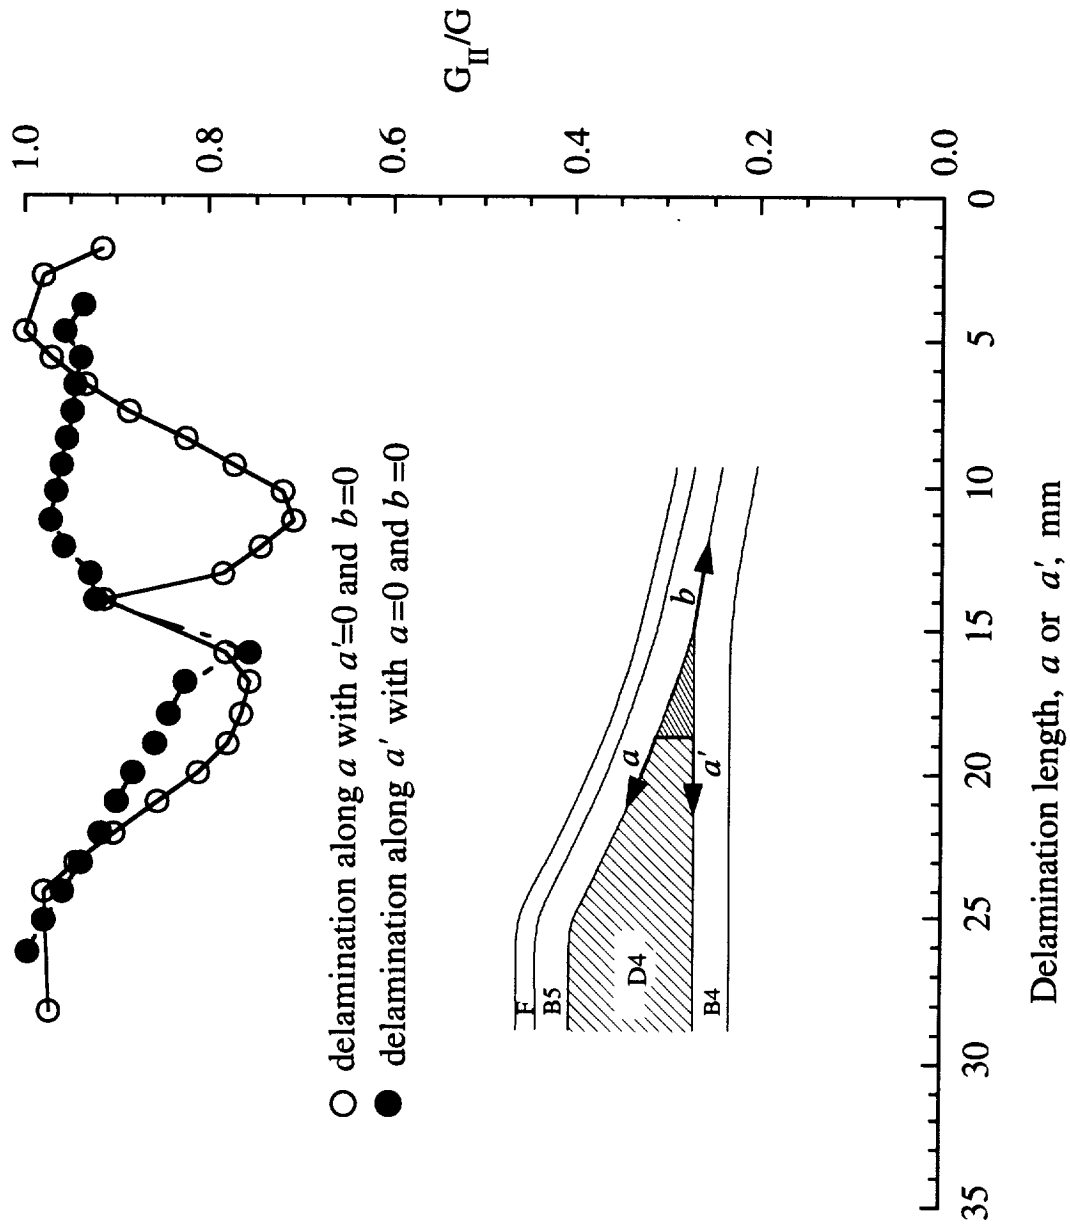 1.0
0.8
0.6
0.4
0.2
0.0
G_II/G
delamination along a with a'=0 and b=0
delamination along a' with a=0 and b=0
F
B5
D4
B4
a
a'
b
35
30
25
20
15
10
5
0
Delamination length, a or a', mm